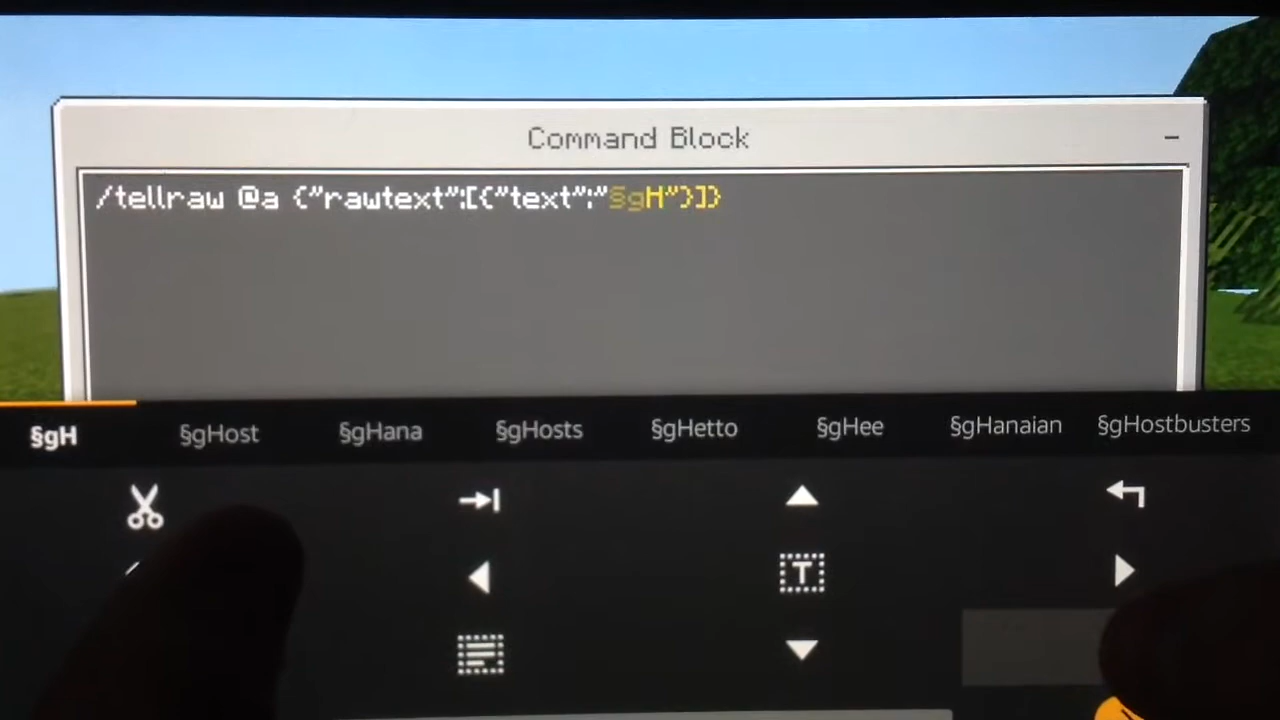 Command Block
/tellraw @a {"rawtext":[{"text":"§gH"}]}
§gH §gHost §gHana §gHosts §gHetto §gHee §gHanaian §gHostbusters